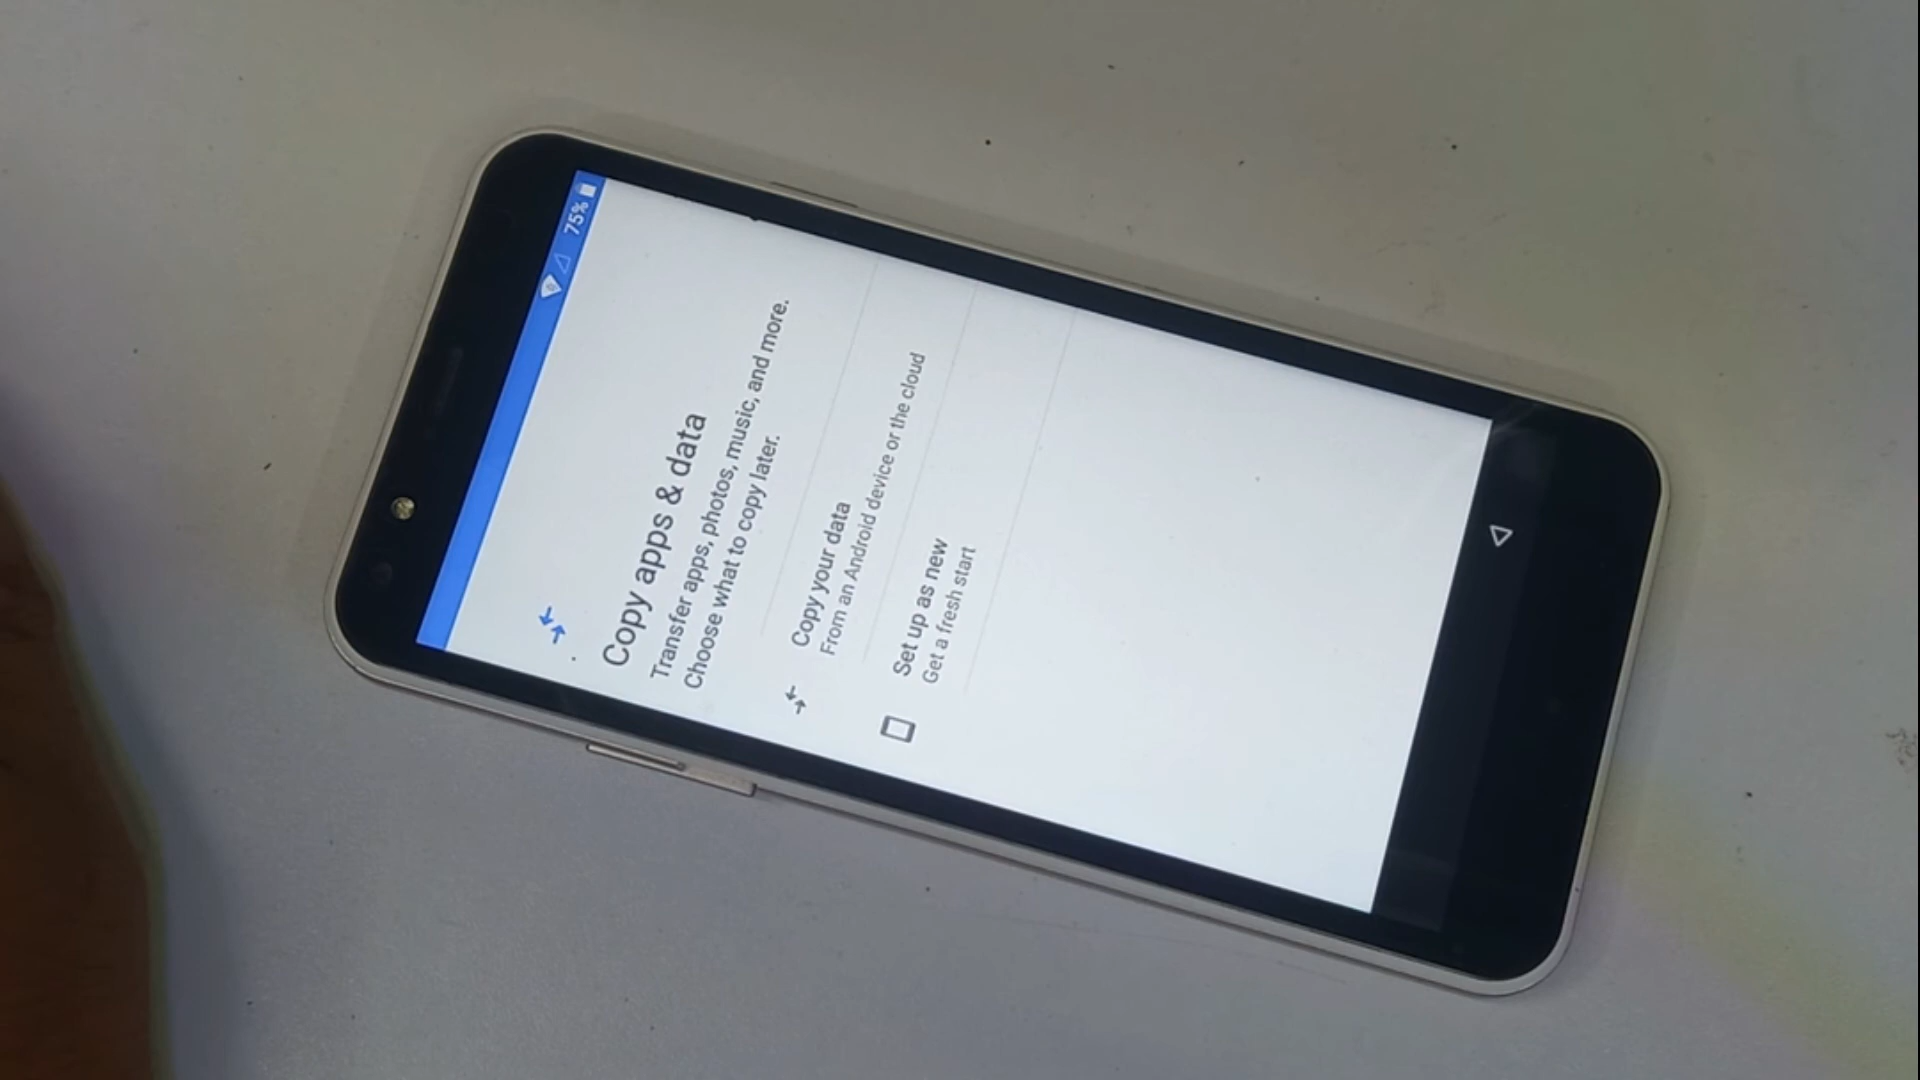 75%
Copy apps & data
Transfer apps, photos, music, and more.
Choose what to copy later.
Copy your data
From an Android device or the cloud
Set up as new
Get a fresh start